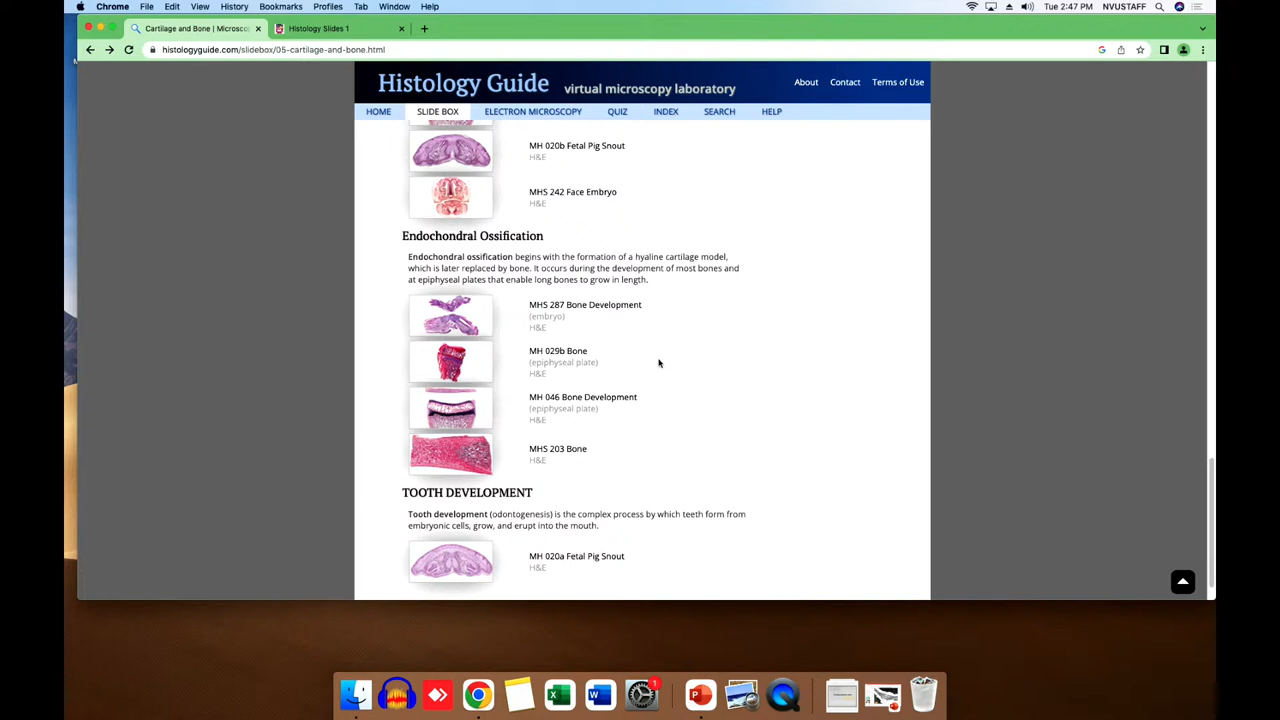 Chrome File Edit View History Bookmarks Profiles Tab Window Help Tue 2:47 PM NVUSTAFF
Cartilage and Bone | Microsco Histology Slides 1
histologyguide.com/slidebox/05-cartilage-and-bone.html
Histology Guide virtual microscopy laboratory About Contact Terms of Use
HOME SLIDE BOX ELECTRON MICROSCOPY QUIZ INDEX SEARCH HELP
MH 020b Fetal Pig Snout
H&E
MHS 242 Face Embryo
H&E
Endochondral Ossification
Endochondral ossification begins with the formation of a hyaline cartilage model,
which is later replaced by bone. It occurs during the development of most bones and
at epiphyseal plates that enable long bones to grow in length.
MHS 287 Bone Development
(embryo)
H&E
MH 029b Bone
(epiphyseal plate)
H&E
MH 046 Bone Development
(epiphyseal plate)
H&E
MHS 203 Bone
H&E
TOOTH DEVELOPMENT
Tooth development (odontogenesis) is the complex process by which teeth form from
embryonic cells, grow, and erupt into the mouth.
MH 020a Fetal Pig Snout
H&E
1